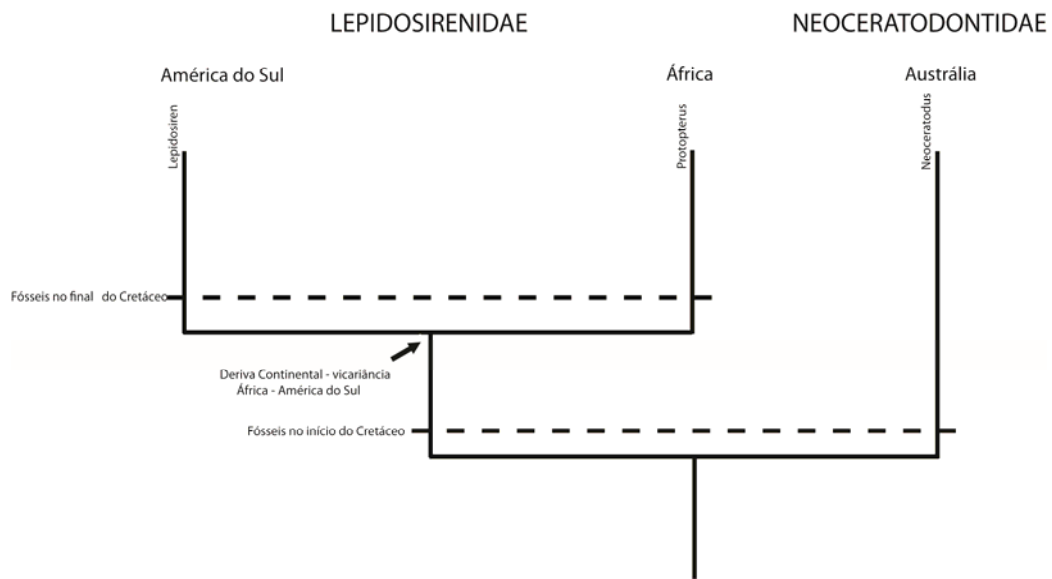 LEPIDOSIRENIDAE
NEOCERATODONTIDAE
América do Sul
África
Austrália
Lepidosiren
Protopterus
Neoceratodus
Fósseis no final do Cretáceo
Deriva Continental - vicariância
África - América do Sul
Fósseis no início do Cretáceo